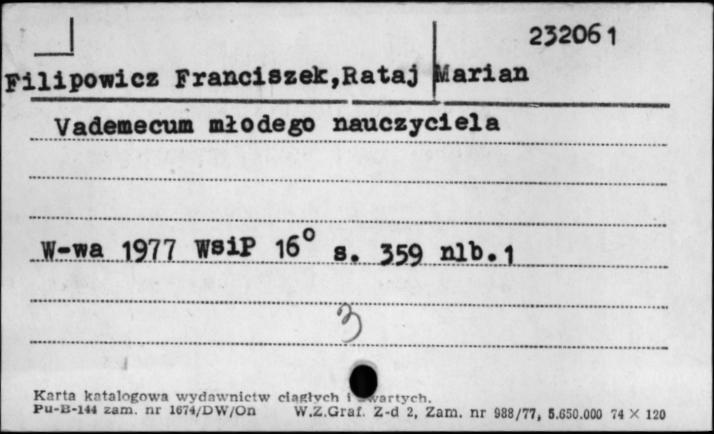 232061
Filipowicz Franciszek,Rataj Marian
Vademecum młodego nauczyciela
W-wa 1977 WSiP 16° s. 359 nlb.1
3
Karta katalogowa wydawnictw ciągłych i zwartych.
Pu-B-144 zam. nr 1674/DW/On W.Z.Graf. Z-d 2, Zam. nr 988/77, 5.650.000 74 × 120